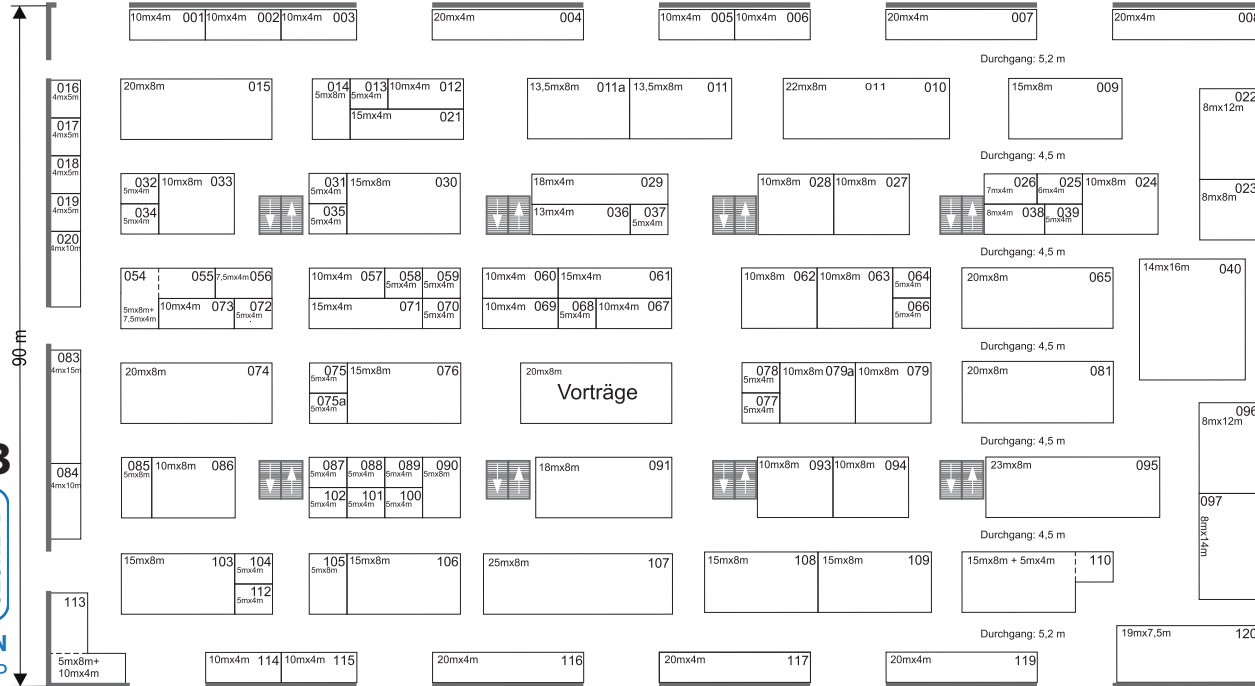 10mx4m 001 10mx4m 002 10mx4m 003 20mx4m 004 10mx4m 005 10mx4m 006 20mx4m 007 20mx4m 008
Durchgang: 5,2 m
016 4mx5m
017 4mx5m
018 4mx5m
019 4mx5m
020 4mx10m
20mx8m 015 014 5mx8m 013 5mx4m 10mx4m 012 13,5mx8m 011a 13,5mx8m 011 22mx8m 011 010 15mx8m 009 022 8mx12m
15mx4m 021
Durchgang: 4,5 m
032 5mx4m 10mx8m 033 031 5mx4m 15mx8m 030 18mx4m 029 10mx8m 028 10mx8m 027 026 7mx4m 025 6mx4m 10mx8m 024 023 8mx8m
034 5mx4m 035 5mx4m 13mx4m 036 037 5mx4m 8mx4m 038 039 5mx4m
Durchgang: 4,5 m
054 055 7,5mx4m 056 10mx4m 057 058 5mx4m 059 5mx4m 10mx4m 060 15mx4m 061 10mx8m 062 10mx8m 063 064 5mx4m 20mx8m 065 14mx16m 040
5mx8m+ 7,5mx4m 10mx4m 073 072 5mx4m 15mx4m 071 070 5mx4m 10mx4m 069 068 5mx4m 10mx4m 067 066 5mx4m
90 m
Durchgang: 4,5 m
083 4mx15m
084 4mx10m
20mx8m 074 075 5mx4m 15mx8m 076 20mx8m 078 5mx4m 10mx8m 079a 10mx8m 079 20mx8m 081
075a 5mx4m Vorträge 077 5mx4m
096 8mx12m
Durchgang: 4,5 m
085 5mx8m 10mx8m 086 087 5mx4m 088 5mx4m 089 5mx4m 090 5mx8m 18mx8m 091 10mx8m 093 10mx8m 094 23mx8m 095
102 5mx4m 101 5mx4m 100 5mx4m
097 8mx14m
Durchgang: 4,5 m
15mx8m 103 104 5mx4m 105 5mx8m 15mx8m 106 25mx8m 107 15mx8m 108 15mx8m 109 15mx8m + 5mx4m 110
112 5mx4m
113
5mx8m+
10mx4m
Durchgang: 5,2 m
10mx4m 114 10mx4m 115 20mx4m 116 20mx4m 117 20mx4m 119 19mx7,5m 120